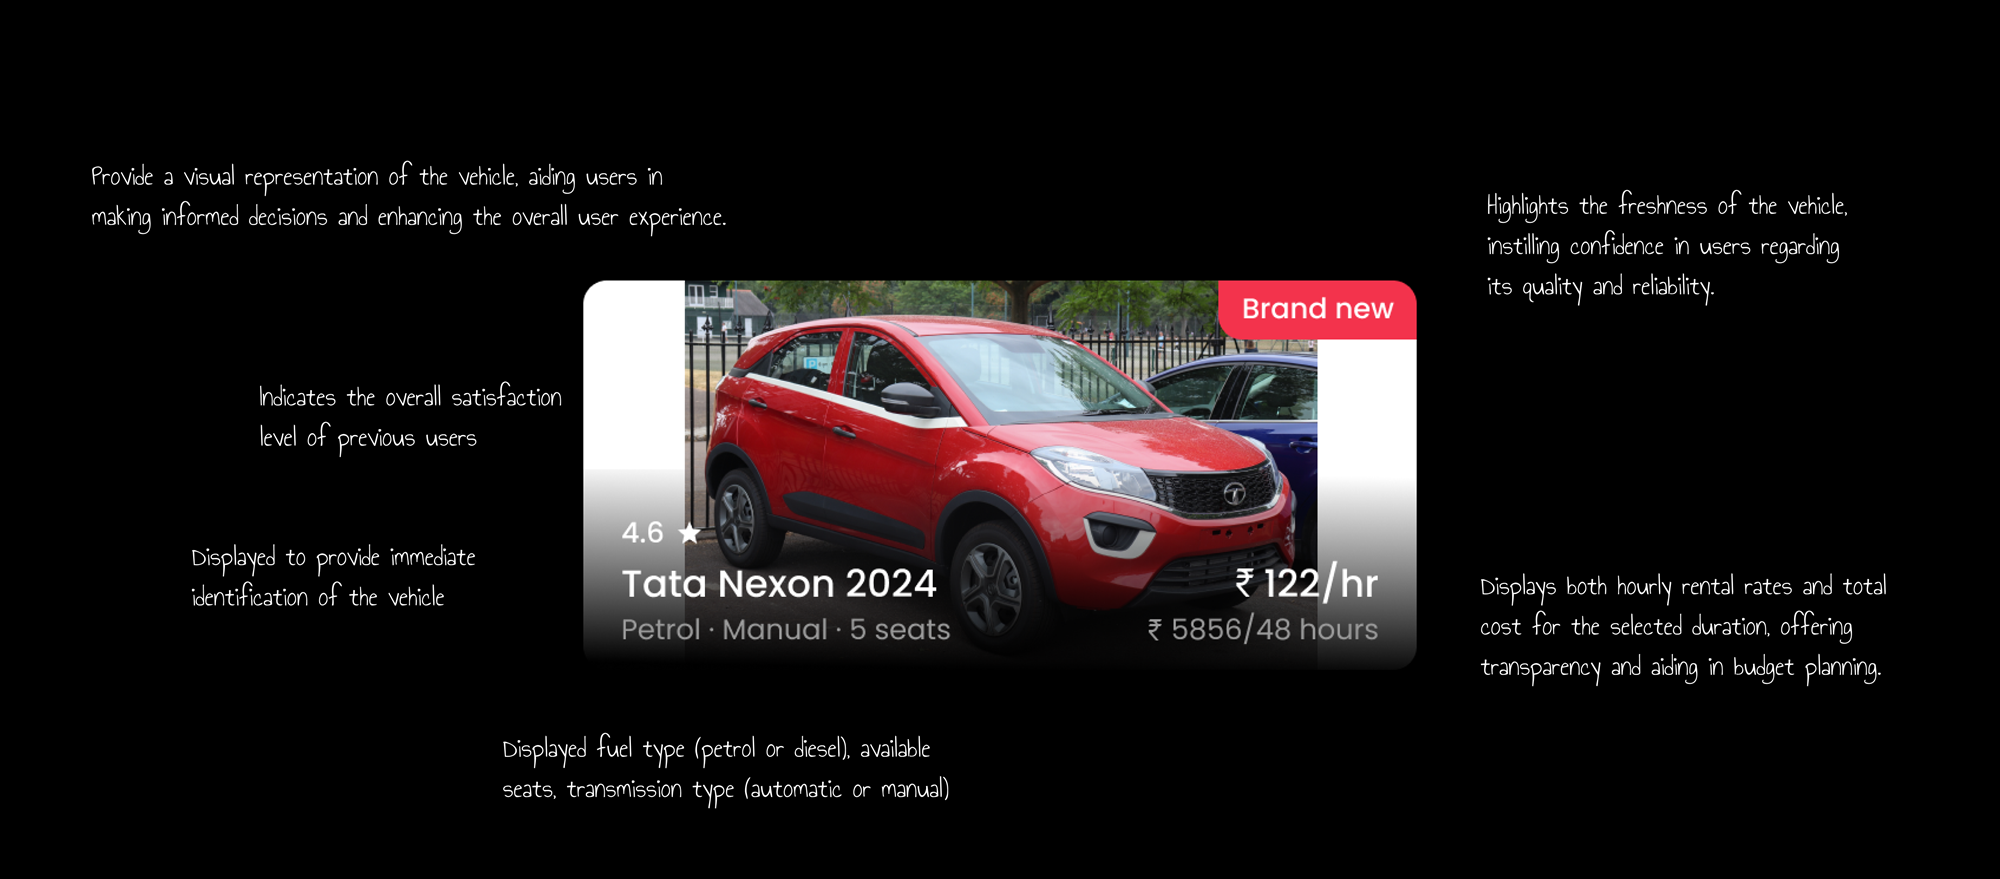 Provide a visual representation of the vehicle, aiding users in
making informed decisions and enhancing the overall user experience.
Highlights the freshness of the vehicle,
instilling confidence in users regarding
its quality and reliability.
Brand new
Indicates the overall satisfaction
level of previous users
4.6 ★
Displayed to provide immediate
identification of the vehicle
Tata Nexon 2024
₹ 122/hr
Petrol · Manual · 5 seats
₹ 5856/48 hours
Displays both hourly rental rates and total
cost for the selected duration, offering
transparency and aiding in budget planning.
Displayed fuel type (petrol or diesel), available
seats, transmission type (automatic or manual)